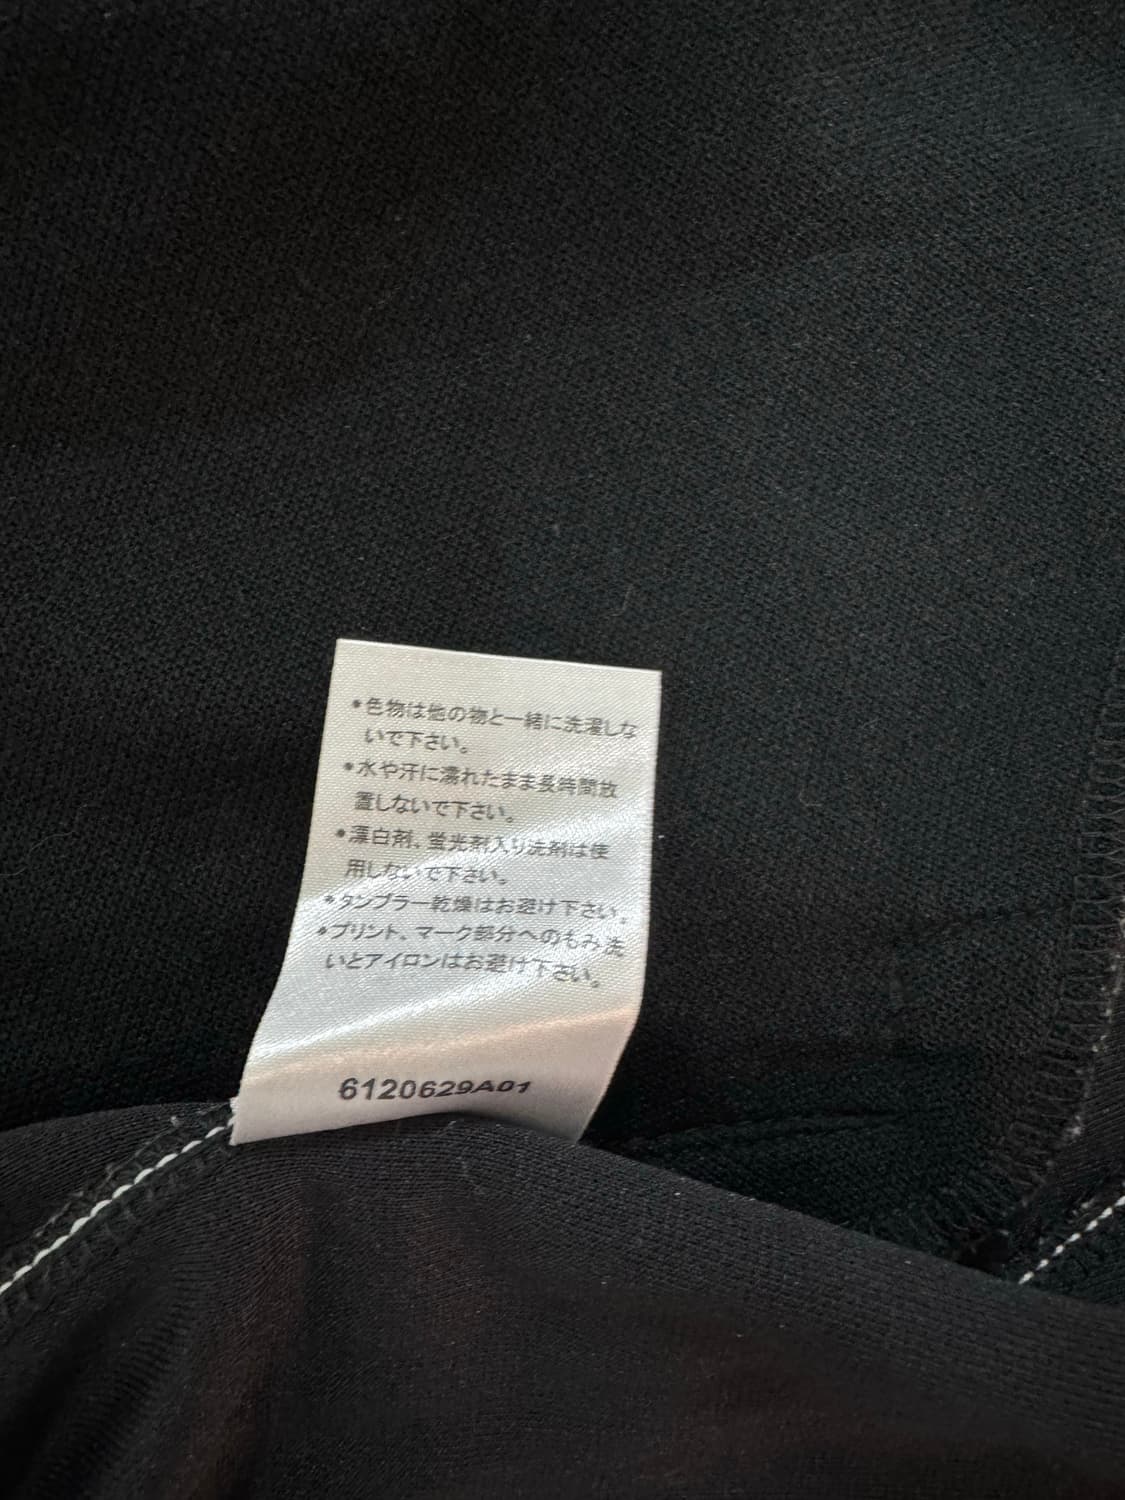 •色物は他の物と一緒に洗濯しな
いで下さい。
•水や汗に濡れたまま長時間放
置しないで下さい。
•漂白剤、蛍光剤入り洗剤は使
用しないで下さい。
•タンブラー乾燥はお避け下さい。
•プリント、マーク部分へのもみ洗
いとアイロンはお避け下さい。
6120629A01